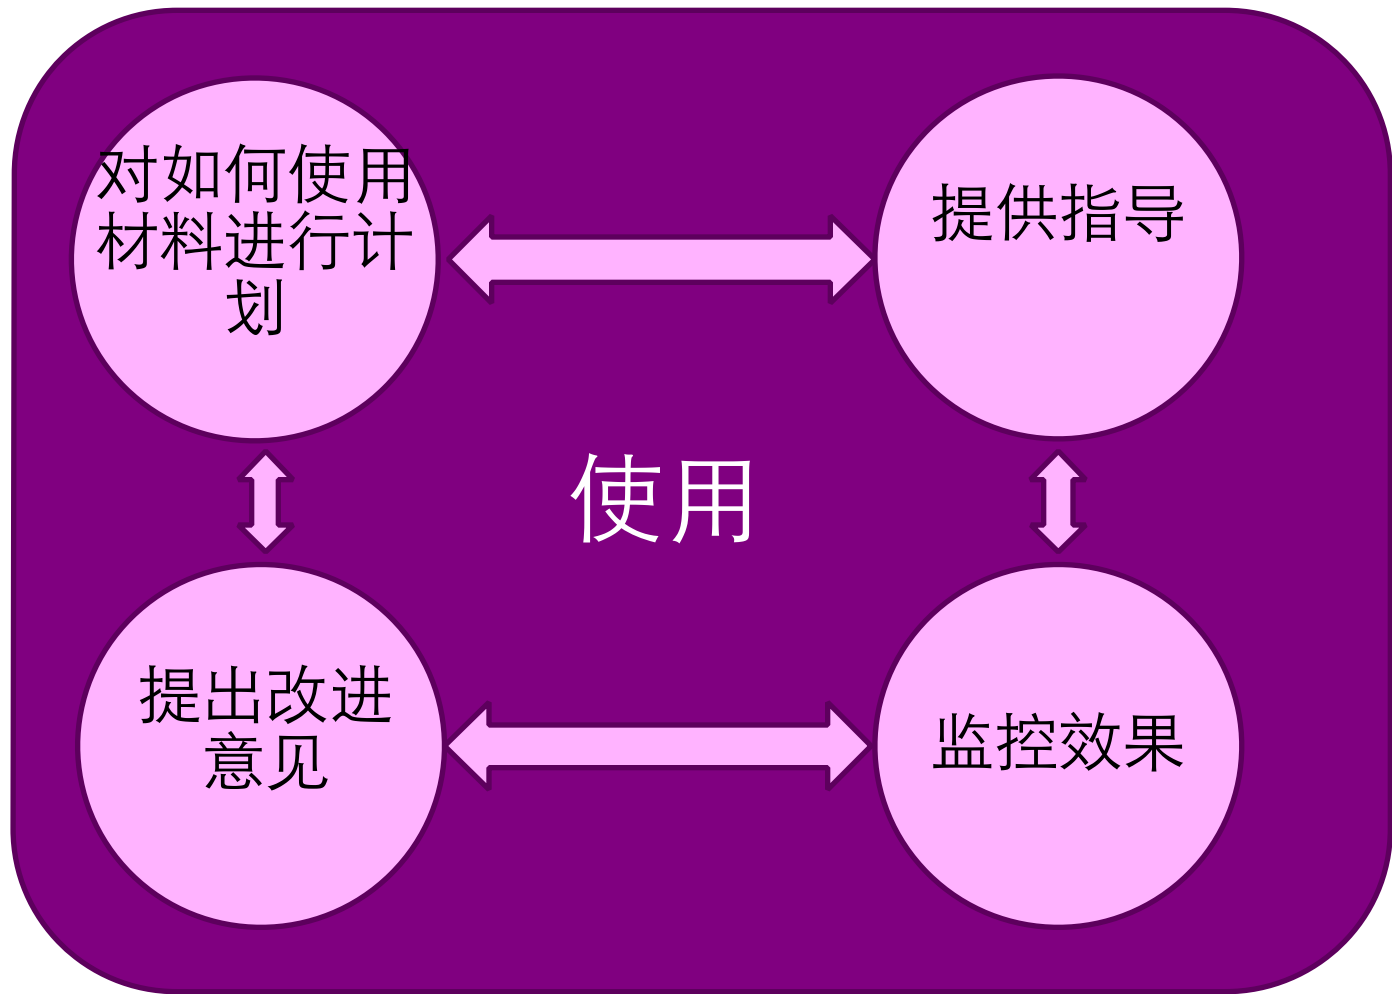 对如何使用
材料进行计
划
提供指导
使用
提出改进
意见
监控效果